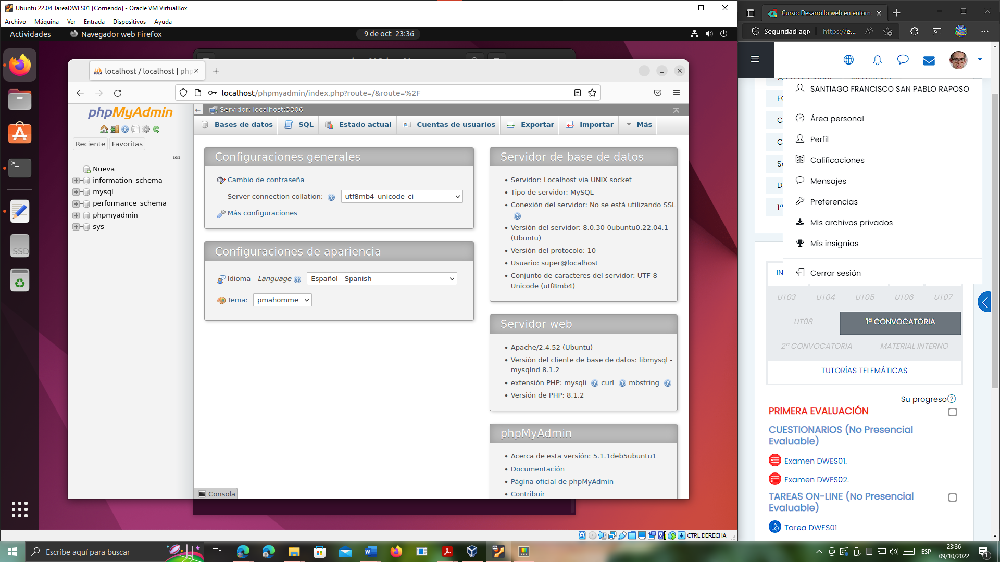 Ubuntu 22.04 TareaDWES01 [Corriendo] - Oracle VM VirtualBox
Archivo Máquina Ver Entrada Dispositivos Ayuda
Actividades Navegador web Firefox 9 de oct 23:36
localhost / localhost | php
localhost/phpmyadmin/index.php?route=/&route=%2F
phpMyAdmin
Reciente Favoritas
Nueva
information_schema
mysql
performance_schema
phpmyadmin
sys
Servidor: localhost:3306
Bases de datos SQL Estado actual Cuentas de usuarios Exportar Importar Más
Configuraciones generales
Cambio de contraseña
Server connection collation: utf8mb4_unicode_ci
Más configuraciones
Configuraciones de apariencia
Idioma - Language Español - Spanish
Tema: pmahomme
Servidor de base de datos
Servidor: Localhost via UNIX socket
Tipo de servidor: MySQL
Conexión del servidor: No se está utilizando SSL
Versión del servidor: 8.0.30-0ubuntu0.22.04.1 -
(Ubuntu)
Versión del protocolo: 10
Usuario: super@localhost
Conjunto de caracteres del servidor: UTF-8
Unicode (utf8mb4)
Servidor web
Apache/2.4.52 (Ubuntu)
Versión del cliente de base de datos: libmysql -
mysqlnd 8.1.2
extensión PHP: mysqli curl mbstring
Versión de PHP: 8.1.2
phpMyAdmin
Acerca de esta versión: 5.1.1deb5ubuntu1
Documentación
Página oficial de phpMyAdmin
Contribuir
Consola
SSD
CTRL DERECHA
Curso: Desarrollo web en entorn
Seguridad agre https://e...
SANTIAGO FRANCISCO SAN PABLO RAPOSO
Área personal
Perfil
Calificaciones
Mensajes
Preferencias
Mis archivos privados
Mis insignias
Cerrar sesión
IN
UT03 UT04 UT05 UT06 UT07
UT08 1ª CONVOCATORIA
2ª CONVOCATORIA MATERIAL INTERNO
TUTORÍAS TELEMÁTICAS
Su progreso
PRIMERA EVALUACIÓN
CUESTIONARIOS (No Presencial
Evaluable)
Examen DWES01.
Examen DWES02.
TAREAS ON-LINE (No Presencial
Evaluable)
Tarea DWES01
Escribe aquí para buscar
ESP
23:36
09/10/2022
1